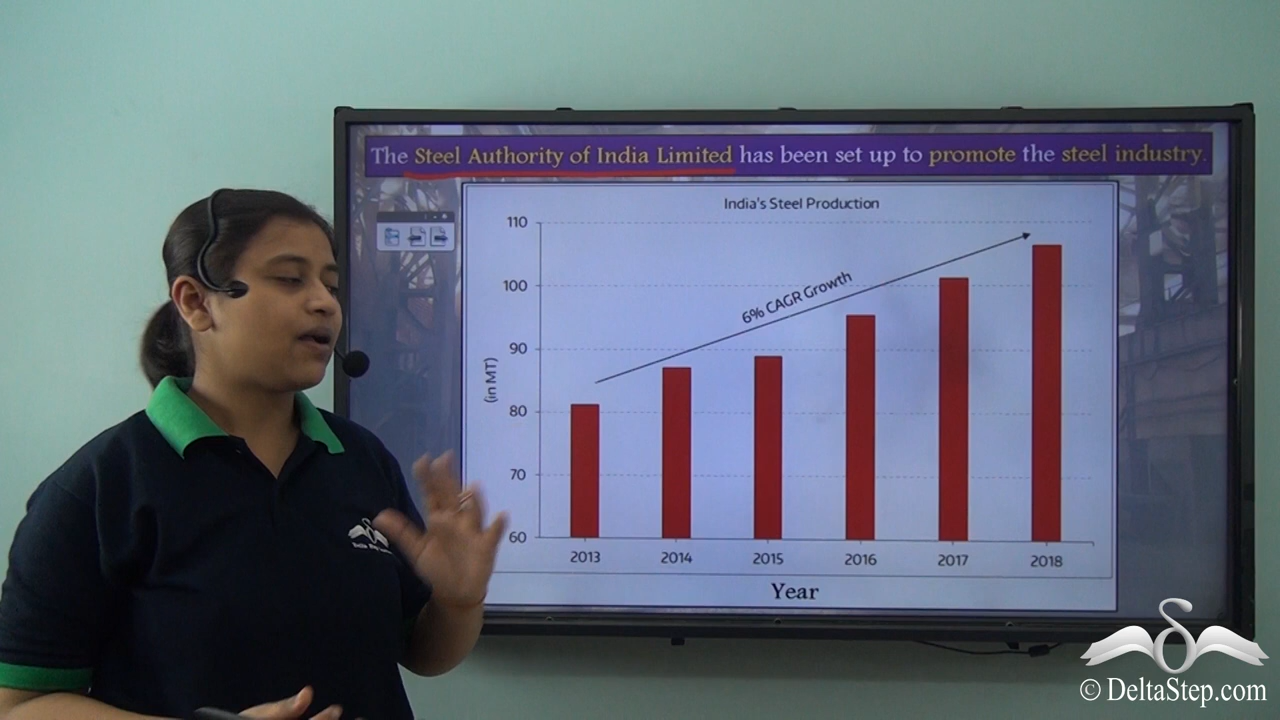 The Steel Authority of India Limited has been set up to promote the steel industry.
India's Steel Production
110
100
90
80
70
60
(in MT)
6% CAGR Growth
2013 2014 2015 2016 2017 2018
Year
© DeltaStep.com